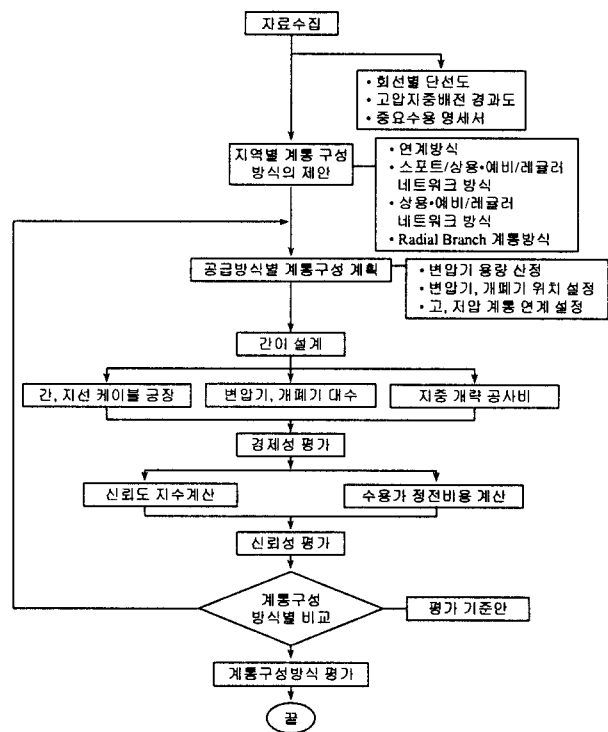 자료수집
• 회선별 단선도
• 고압지중배전 경과도
• 중요수용 명세서
지역별 계통 구성
방식의 제안
• 연계방식
• 스포트/상용•예비/레귤러
네트워크 방식
• 상용•예비/레귤러
네트워크 방식
• Radial Branch 계통방식
공급방식별 계통구성 계획
• 변압기 용량 산정
• 변압기, 개폐기 위치 설정
• 고, 저압 계통 연계 설정
간이 설계
간, 지선 케이블 긍장
변압기, 개폐기 대수
지중 개략 공사비
경제성 평가
신뢰도 지수계산
수용가 정전비용 계산
신뢰성 평가
계통구성
방식별 비교
평가 기준안
계통구성방식 평가
끝